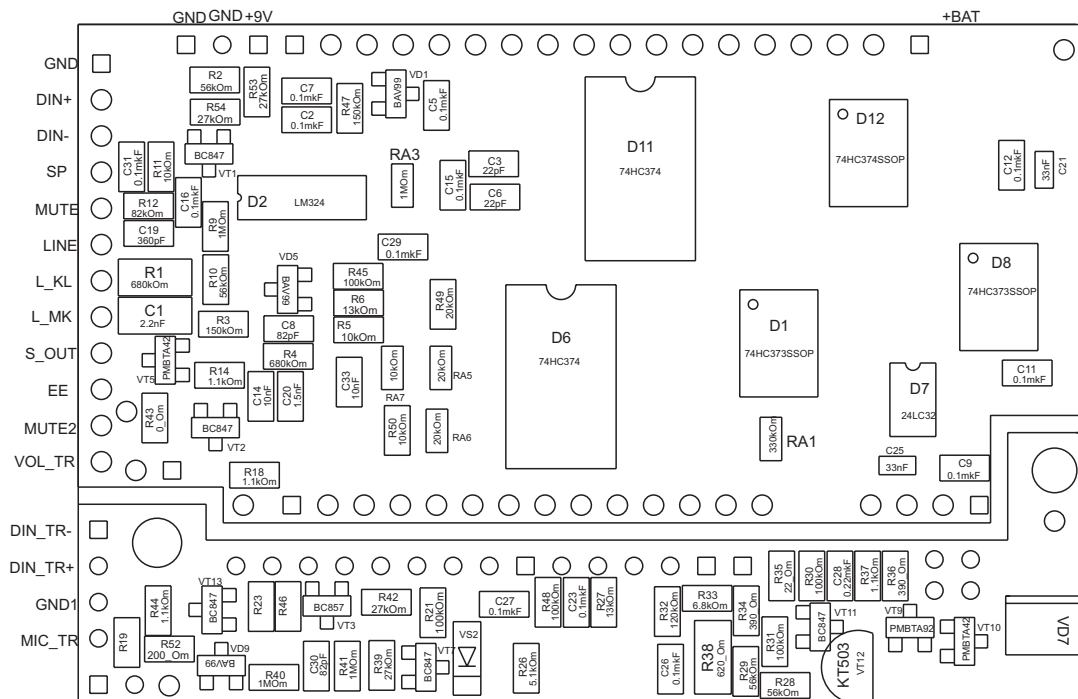 GND GND +9V +BAT
GND
DIN+
DIN-
SP
MUTE
LINE
L_KL
L_MK
S_OUT
EE
MUTE2
VOL_TR
DIN_TR-
DIN_TR+
GND1
MIC_TR
R2
56kOm
R54
27kOm
R53
27kOm
C7
0.1mkF
C2
0.1mkF
R47
150kOm
VD1
BAV99
C5
0.1mkF
C31
0.1mkF
R11
10kOm
BC847
VT1
C16
0.1mkF
R12
82kOm
C19
360pF
R9
1MOm
D2
LM324
RA3
1MOm
C15
0.1mkF
C3
22pF
C6
22pF
C29
0.1mkF
D11
74HC374
D12
74HC374SSOP
C12
0.1mkF
33nF
C21
R1
680kOm
C1
2.2nF
R10
56kOm
VD5
BAV99
R45
100kOm
R6
13kOm
R5
10kOm
R49
20kOm
R3
150kOm
C8
82pF
R4
680kOm
PMBTA42
VT5
R14
1.1kOm
C14
10nF
C20
1.5nF
C33
10nF
10kOm
RA7
20kOm
RA5
R43
0_Om
BC847
VT2
R50
10kOm
20kOm
RA6
R18
1.1kOm
D6
74HC374
D1
74HC373SSOP
D8
74HC373SSOP
C11
0.1mkF
D7
24LC32
330kOm
RA1
C25
33nF
C9
0.1mkF
R44
1.1kOm
VT13
BC847
R23
R46
BC857
VT3
R42
27kOm
R21
100kOm
C27
0.1mkF
R48
100kOm
C23
0.1mkF
R27
13kOm
R32
120kOm
R33
6.8kOm
R34
390_Om
R35
22_Om
R30
100kOm
C28
0.22mkF
R37
1.1kOm
R36
390_Om
R19
R52
200_Om
VD9
BAV99
R40
1MOm
C30
82pF
R41
1MOm
R39
27kOm
VT7
BC847
VS2
R26
5.1kOm
C26
0.1mkF
R38
620_Om
R29
56kOm
R31
100kOm
R28
56kOm
BC847
VT11
KT503
VT12
VT9
PMBTA92
VT10
PMBTA42
VD7